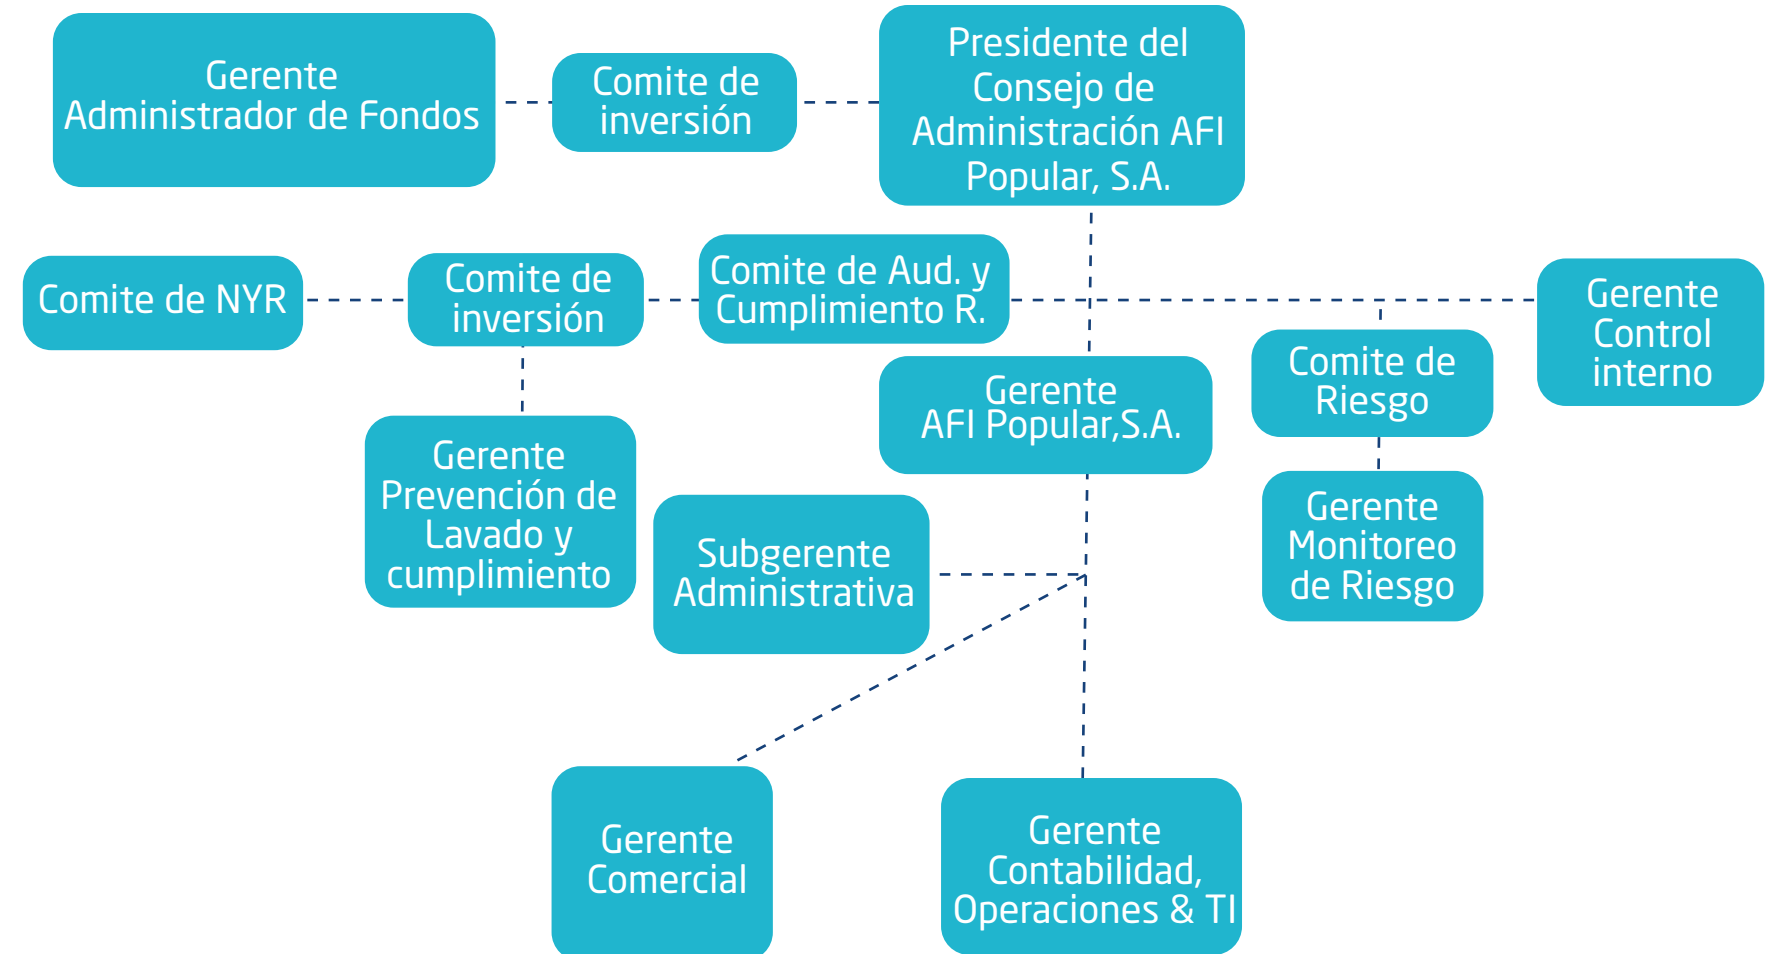 Gerente
Administrador de Fondos
Comite de
inversión
Presidente del
Consejo de
Administración AFI
Popular, S.A.
Comite de NYR
Comite de
inversión
Comite de Aud. y
Cumplimiento R.
Gerente
Control
interno
Comite de
Riesgo
Gerente
AFI Popular,S.A.
Gerente
Prevención de
Lavado y
cumplimiento
Gerente
Monitoreo
de Riesgo
Subgerente
Administrativa
Gerente
Comercial
Gerente
Contabilidad,
Operaciones & TI